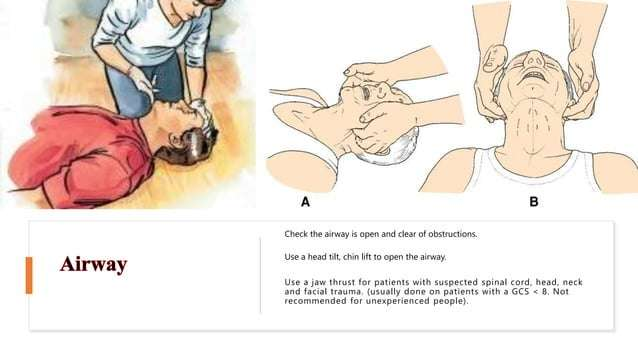 A
B
Airway
Check the airway is open and clear of obstructions.
Use a head tilt, chin lift to open the airway.
Use a jaw thrust for patients with suspected spinal cord, head, neck
and facial trauma. (usually done on patients with a GCS < 8. Not
recommended for unexperienced people).